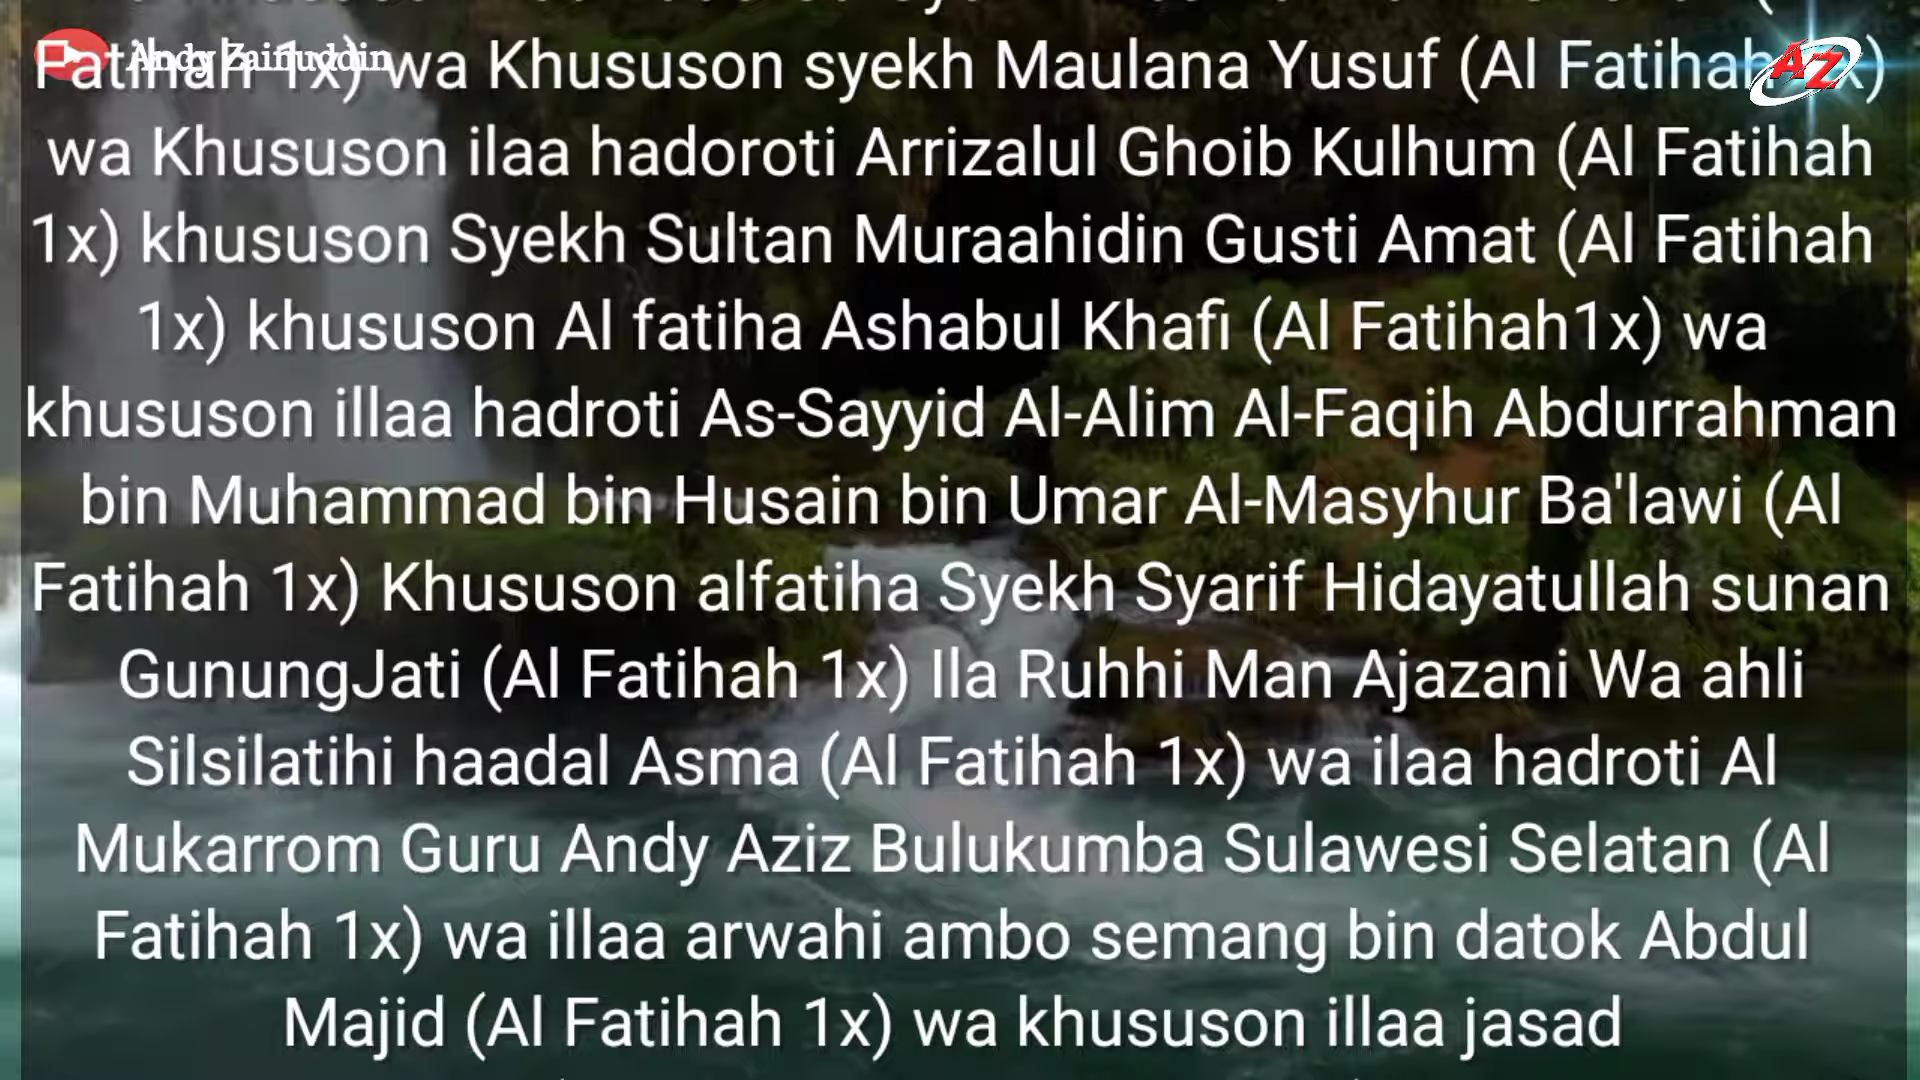 Andy Zainuddin
AZ
Fatihah 1x) wa Khususon syekh Maulana Yusuf (Al Fatihah 1x)
wa Khususon ilaa hadoroti Arrizalul Ghoib Kulhum (Al Fatihah
1x) khususon Syekh Sultan Muraahidin Gusti Amat (Al Fatihah
1x) khususon Al fatiha Ashabul Khafi (Al Fatihah1x) wa
khususon illaa hadroti As-Sayyid Al-Alim Al-Faqih Abdurrahman
bin Muhammad bin Husain bin Umar Al-Masyhur Ba'lawi (Al
Fatihah 1x) Khususon alfatiha Syekh Syarif Hidayatullah sunan
GunungJati (Al Fatihah 1x) Ila Ruhhi Man Ajazani Wa ahli
Silsilatihi haadal Asma (Al Fatihah 1x) wa ilaa hadroti Al
Mukarrom Guru Andy Aziz Bulukumba Sulawesi Selatan (Al
Fatihah 1x) wa illaa arwahi ambo semang bin datok Abdul
Majid (Al Fatihah 1x) wa khususon illaa jasad